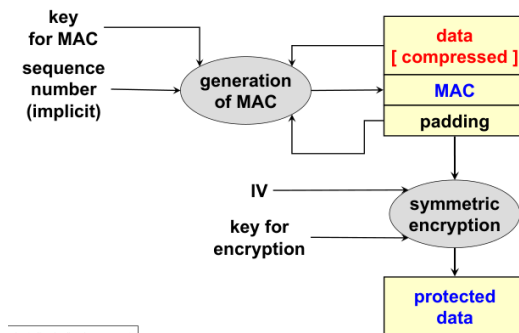 key
for MAC
sequence
number
(implicit)
generation
of MAC
data
[ compressed ]
MAC
padding
IV
key for
encryption
symmetric
encryption
protected
data